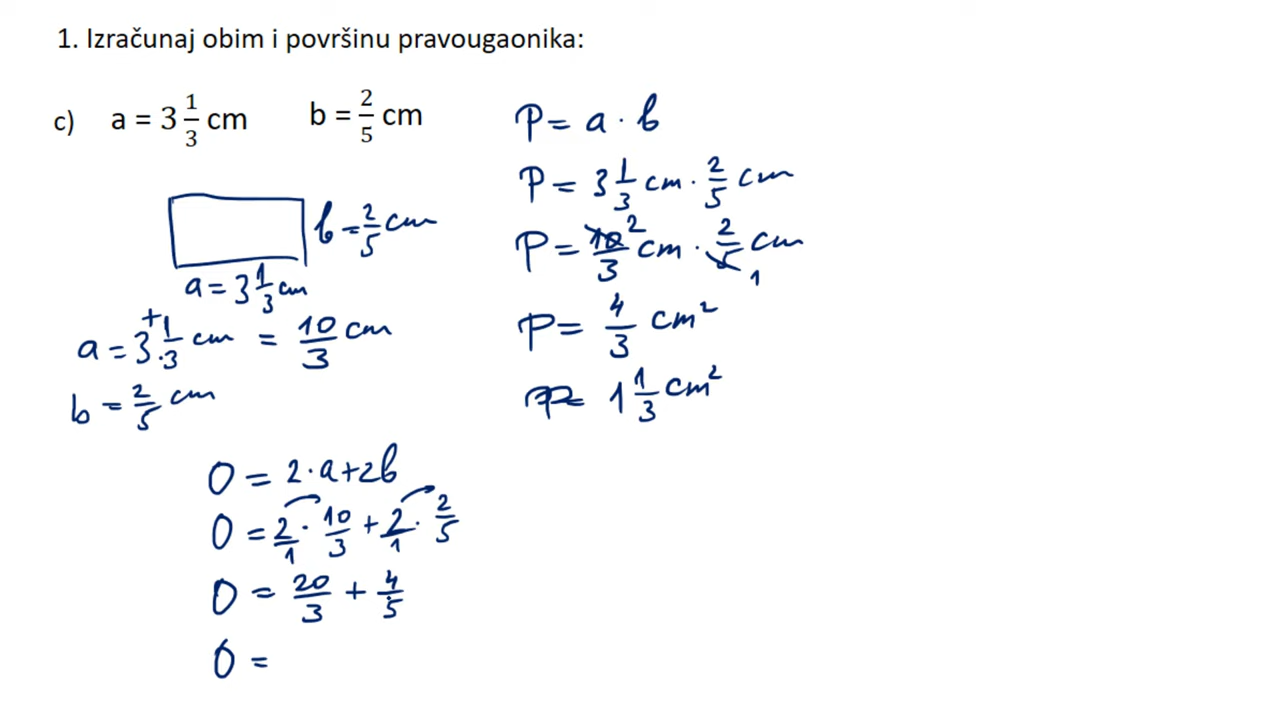 1. Izračunaj obim i površinu pravougaonika:
c) a = 3 1/3 cm b = 2/5 cm
b = 2/5 cm
a = 3 1/3 cm
a = 3 + 1/·3 cm = 10/3 cm
b = 2/5 cm
O = 2·a+2b
O = 2/1 · 10/3 + 2/1 · 2/5
O = 20/3 + 4/5
O =
P = a · b
P = 3 1/3 cm · 2/5 cm
P = 10 2/3 cm · 2/5 1 cm
P = 4/3 cm²
P = 1 1/3 cm²